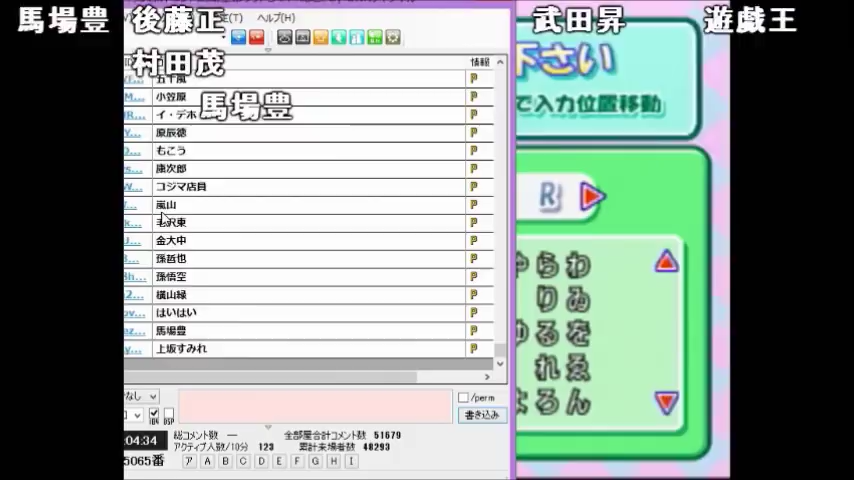 馬場豊 後藤正 武田昇 遊戯王
(T) ヘルプ(H)
村田茂
情報
五十嵐 P
小笠原 P
イ・デホ P
馬場豊
原辰徳 P
もこう P
康次郎 P
コジマ店員 P
嵐山 P
毛沢東 P
金大中 P
孫哲也 P
孫悟空 P
横山緑 P
はいはい P
馬場豊 P
上坂すみれ P
なし
/perm
書き込み
:04:34
総コメント数 ― 全部屋合計コメント数 51679
アクティブ人数/10分 123 累計来場者数 48293
5065番
ア A B C D E F G H I
下さい
で入力位置移動
R
やらわ
りゐ
ゆるを
れゑ
よろん